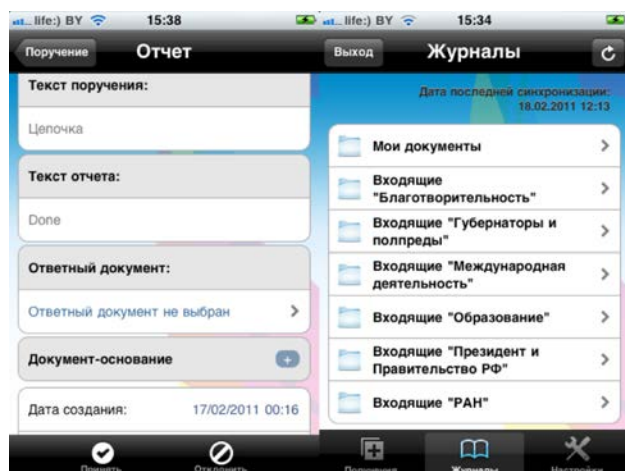 life:) BY 15:38
Поручение Отчет
Текст поручения:
Цепочка
Текст отчета:
Done
Ответный документ:
Ответный документ не выбран
Документ-основание
Дата создания: 17/02/2011 00:16
Принять Отклонить
life:) BY 15:34
Выход Журналы
Дата последней синхронизации:
18.02.2011 12:13
Мои документы
Входящие
"Благотворительность"
Входящие "Губернаторы и
полпреды"
Входящие "Международная
деятельность"
Входящие "Образование"
Входящие "Президент и
Правительство РФ"
Входящие "РАН"
Журналы Настройки